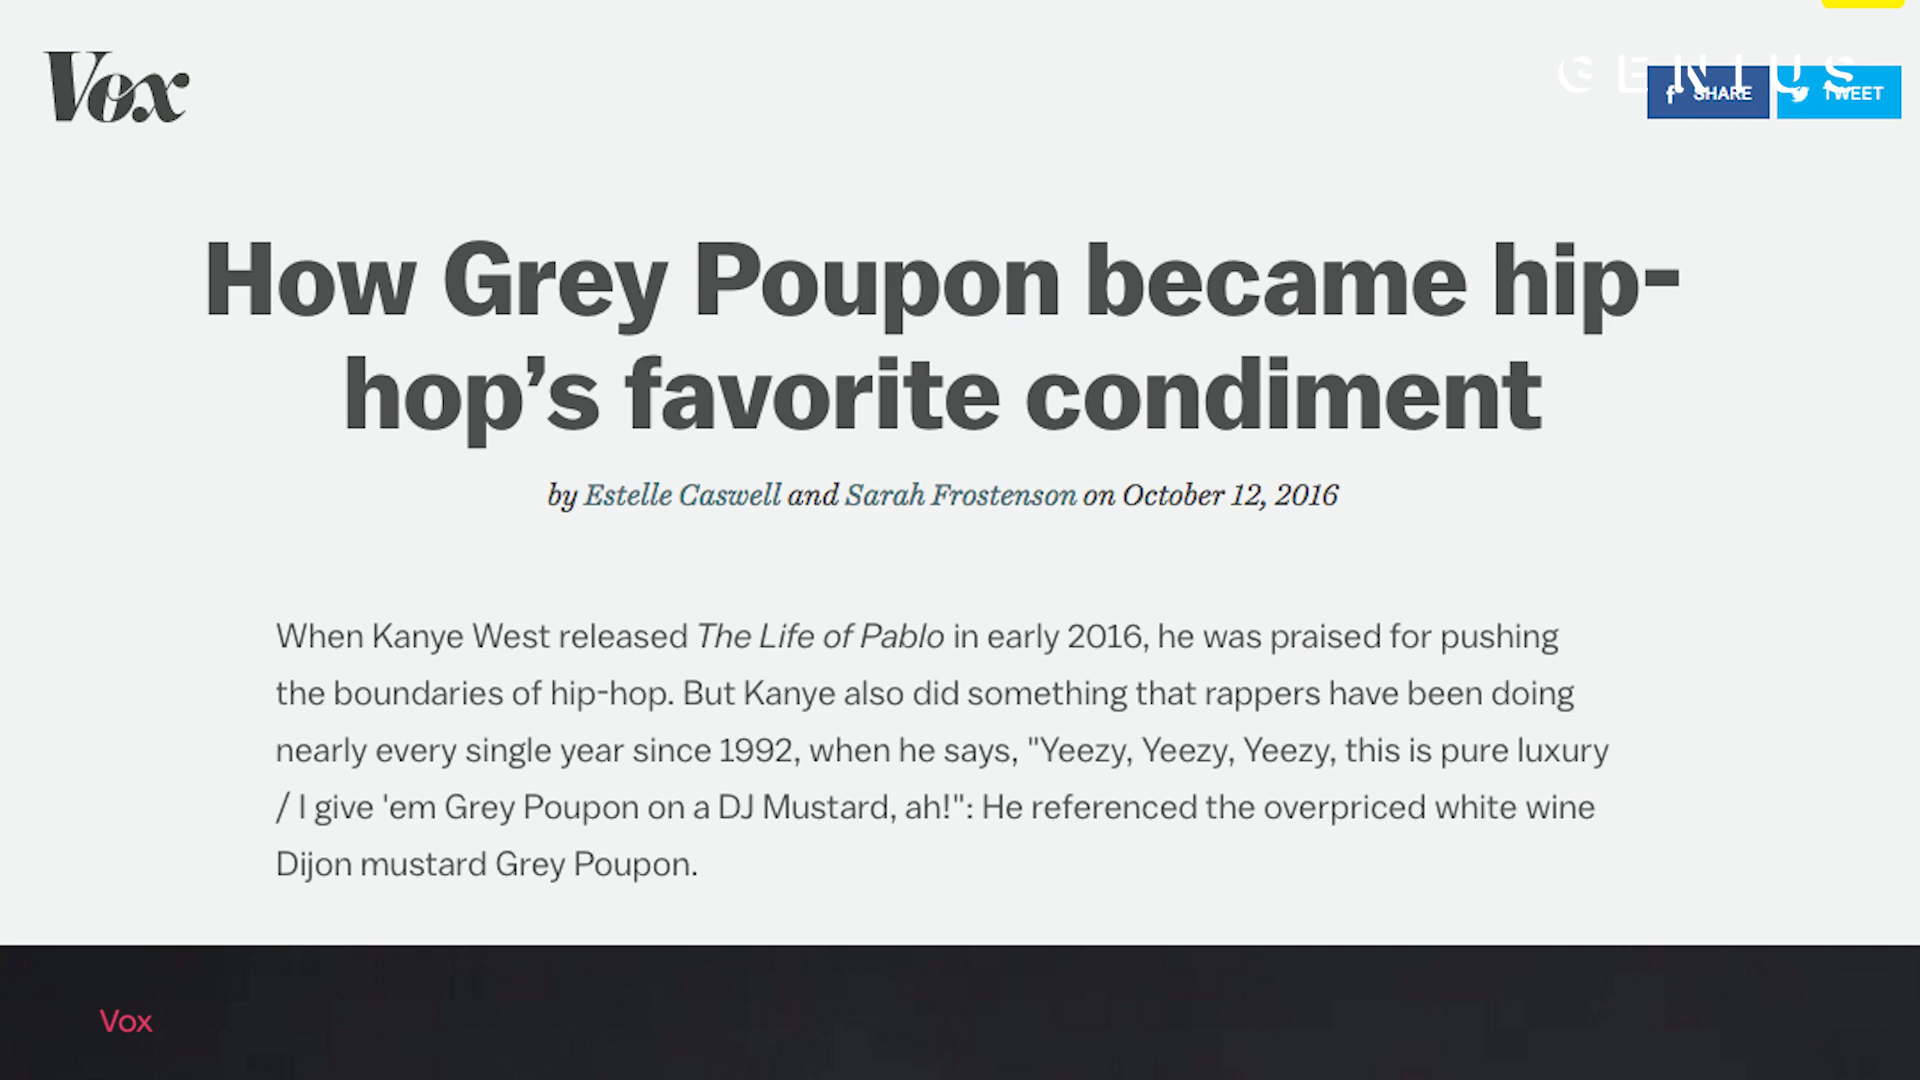 Vox
GENIUS
SHARE
TWEET
How Grey Poupon became hip-
hop’s favorite condiment
by Estelle Caswell and Sarah Frostenson on October 12, 2016
When Kanye West released The Life of Pablo in early 2016, he was praised for pushing
the boundaries of hip-hop. But Kanye also did something that rappers have been doing
nearly every single year since 1992, when he says, "Yeezy, Yeezy, Yeezy, this is pure luxury
/ I give 'em Grey Poupon on a DJ Mustard, ah!": He referenced the overpriced white wine
Dijon mustard Grey Poupon.
Vox